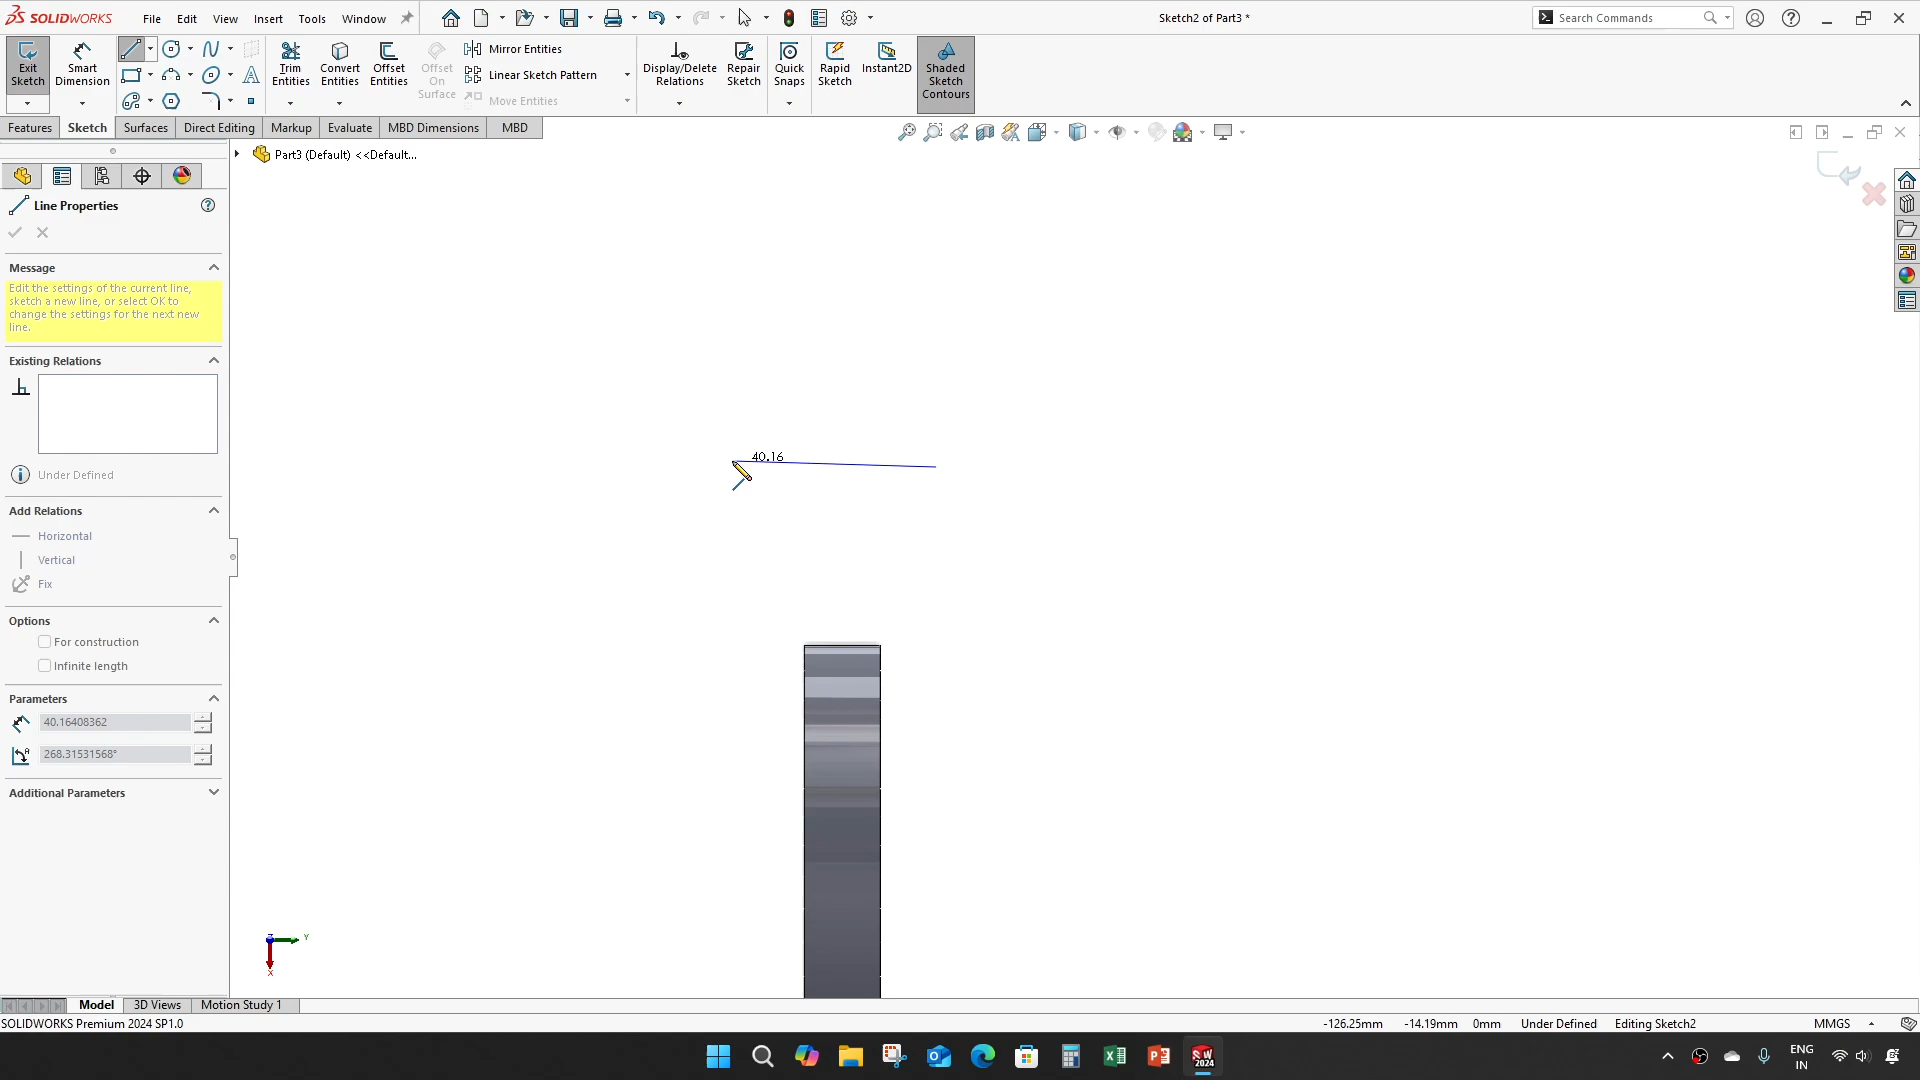 SOLIDWORKS
File Edit View Insert Tools Window
Sketch2 of Part3 *
Search Commands
Exit Sketch
Smart Dimension
Trim Entities
Convert Entities
Offset Entities
Offset On Surface
Mirror Entities
Linear Sketch Pattern
Move Entities
Display/Delete Relations
Repair Sketch
Quick Snaps
Rapid Sketch
Instant2D
Shaded Sketch Contours
Features Sketch Surfaces Direct Editing Markup Evaluate MBD Dimensions MBD
Part3 (Default) <<Default...
Line Properties
Message
Edit the settings of the current line,
sketch a new line, or select OK to
change the settings for the next new
line.
Existing Relations
Under Defined
Add Relations
Horizontal
Vertical
Fix
Options
For construction
Infinite length
Parameters
40.16408362
268.31531568°
Additional Parameters
40.16
Y
X
Model 3D Views Motion Study 1
SOLIDWORKS Premium 2024 SP1.0
-126.25mm -14.19mm 0mm Under Defined Editing Sketch2 MMGS
ENG
IN
SW
2024